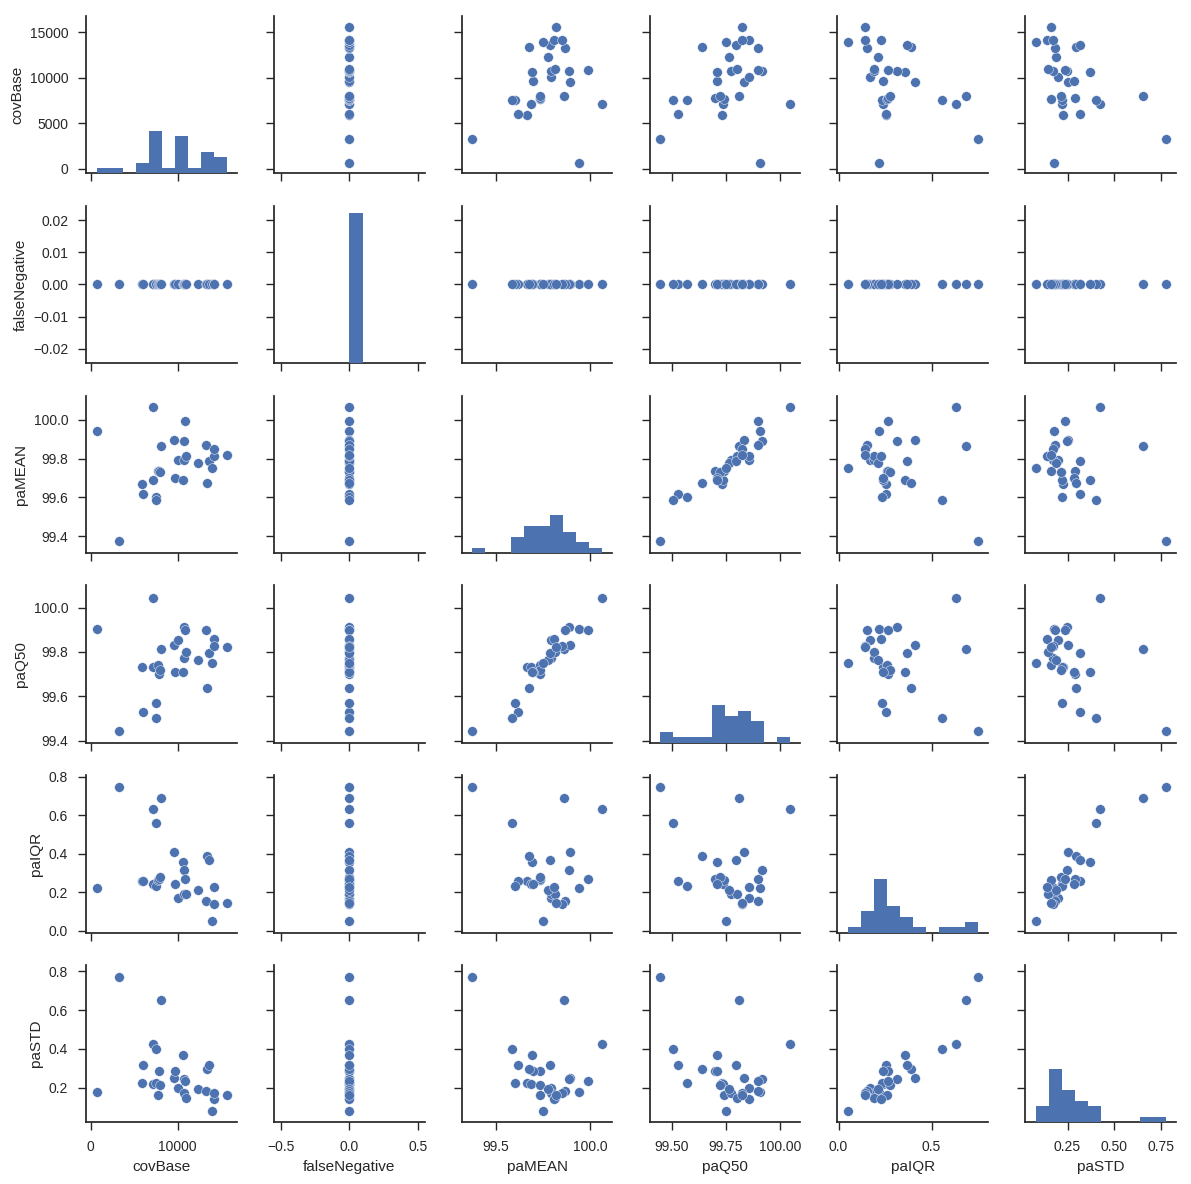 15000
10000
5000
0
covBase
0.02
0.01
0.00
−0.01
−0.02
falseNegative
100.0
99.8
99.6
99.4
paMEAN
100.0
99.8
99.6
99.4
paQ50
0.8
0.6
0.4
0.2
0.0
paIQR
0.8
0.6
0.4
0.2
paSTD
0 10000
−0.5 0.0 0.5
99.5 100.0
99.50 99.75 100.00
0.0 0.5
0.25 0.50 0.75
covBase falseNegative paMEAN paQ50 paIQR paSTD